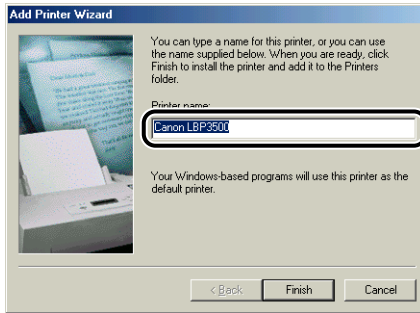 Add Printer Wizard
You can type a name for this printer, or you can use
the name supplied below. When you are ready, click
Finish to install the printer and add it to the Printers
folder.
Printer name:
Canon LBP3500
Your Windows-based programs will use this printer as the
default printer.
< Back
Finish
Cancel